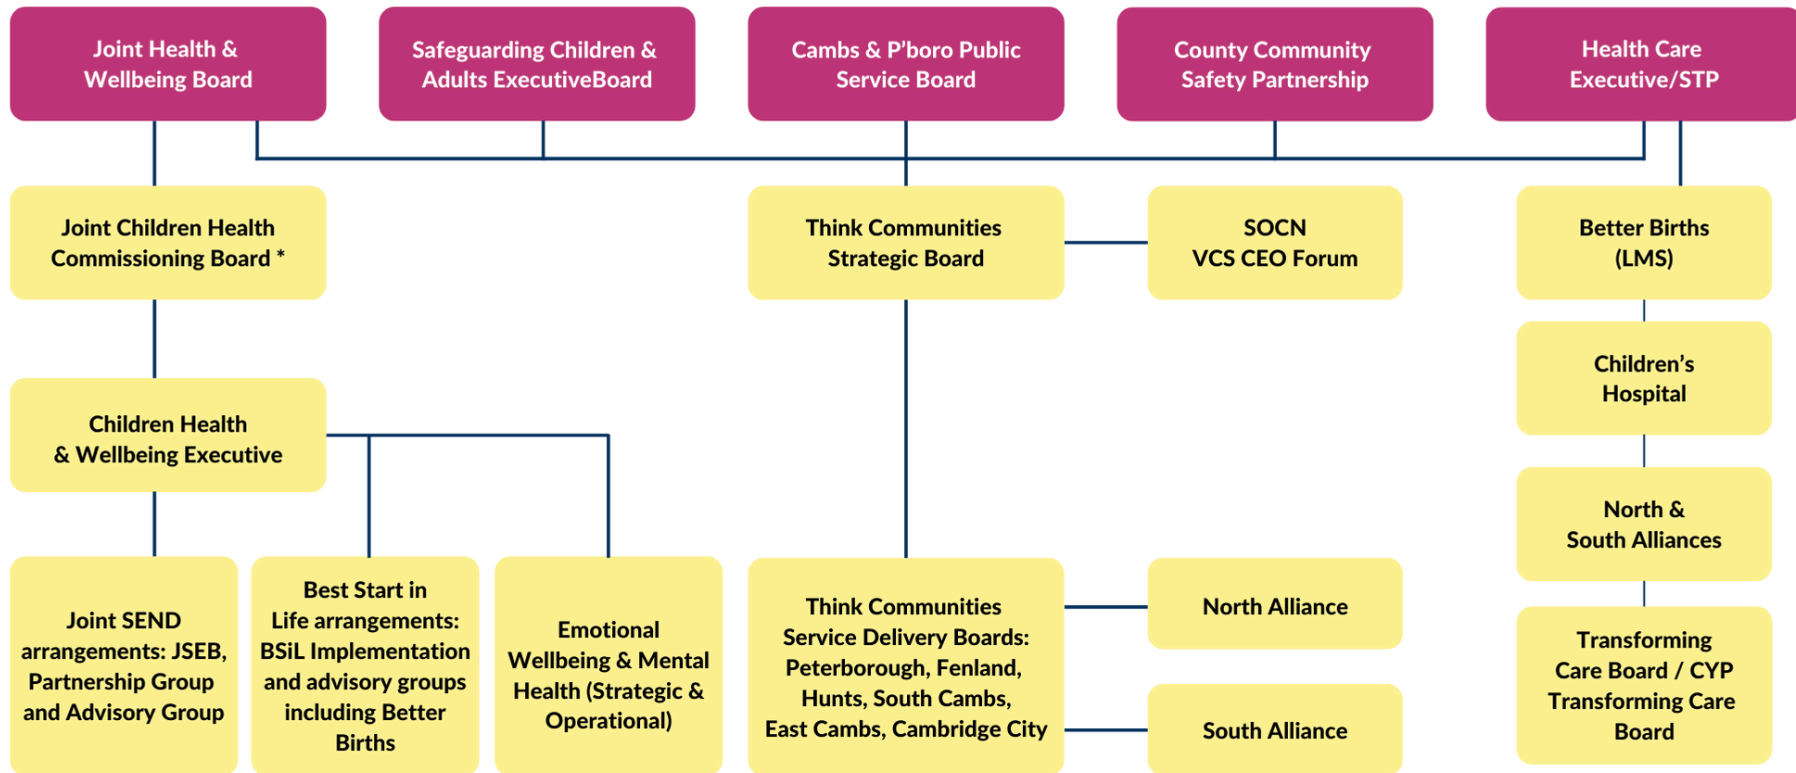 Joint Health &
Wellbeing Board
Safeguarding Children &
Adults ExecutiveBoard
Cambs & P'boro Public
Service Board
County Community
Safety Partnership
Health Care
Executive/STP
Joint Children Health
Commissioning Board *
Think Communities
Strategic Board
SOCN
VCS CEO Forum
Better Births
(LMS)
Children's
Hospital
Children Health
& Wellbeing Executive
North &
South Alliances
Joint SEND
arrangements: JSEB,
Partnership Group
and Advisory Group
Best Start in
Life arrangements:
BSiL Implementation
and advisory groups
including Better
Births
Emotional
Wellbeing & Mental
Health (Strategic &
Operational)
Think Communities
Service Delivery Boards:
Peterborough, Fenland,
Hunts, South Cambs,
East Cambs, Cambridge City
North Alliance
South Alliance
Transforming
Care Board / CYP
Transforming Care
Board